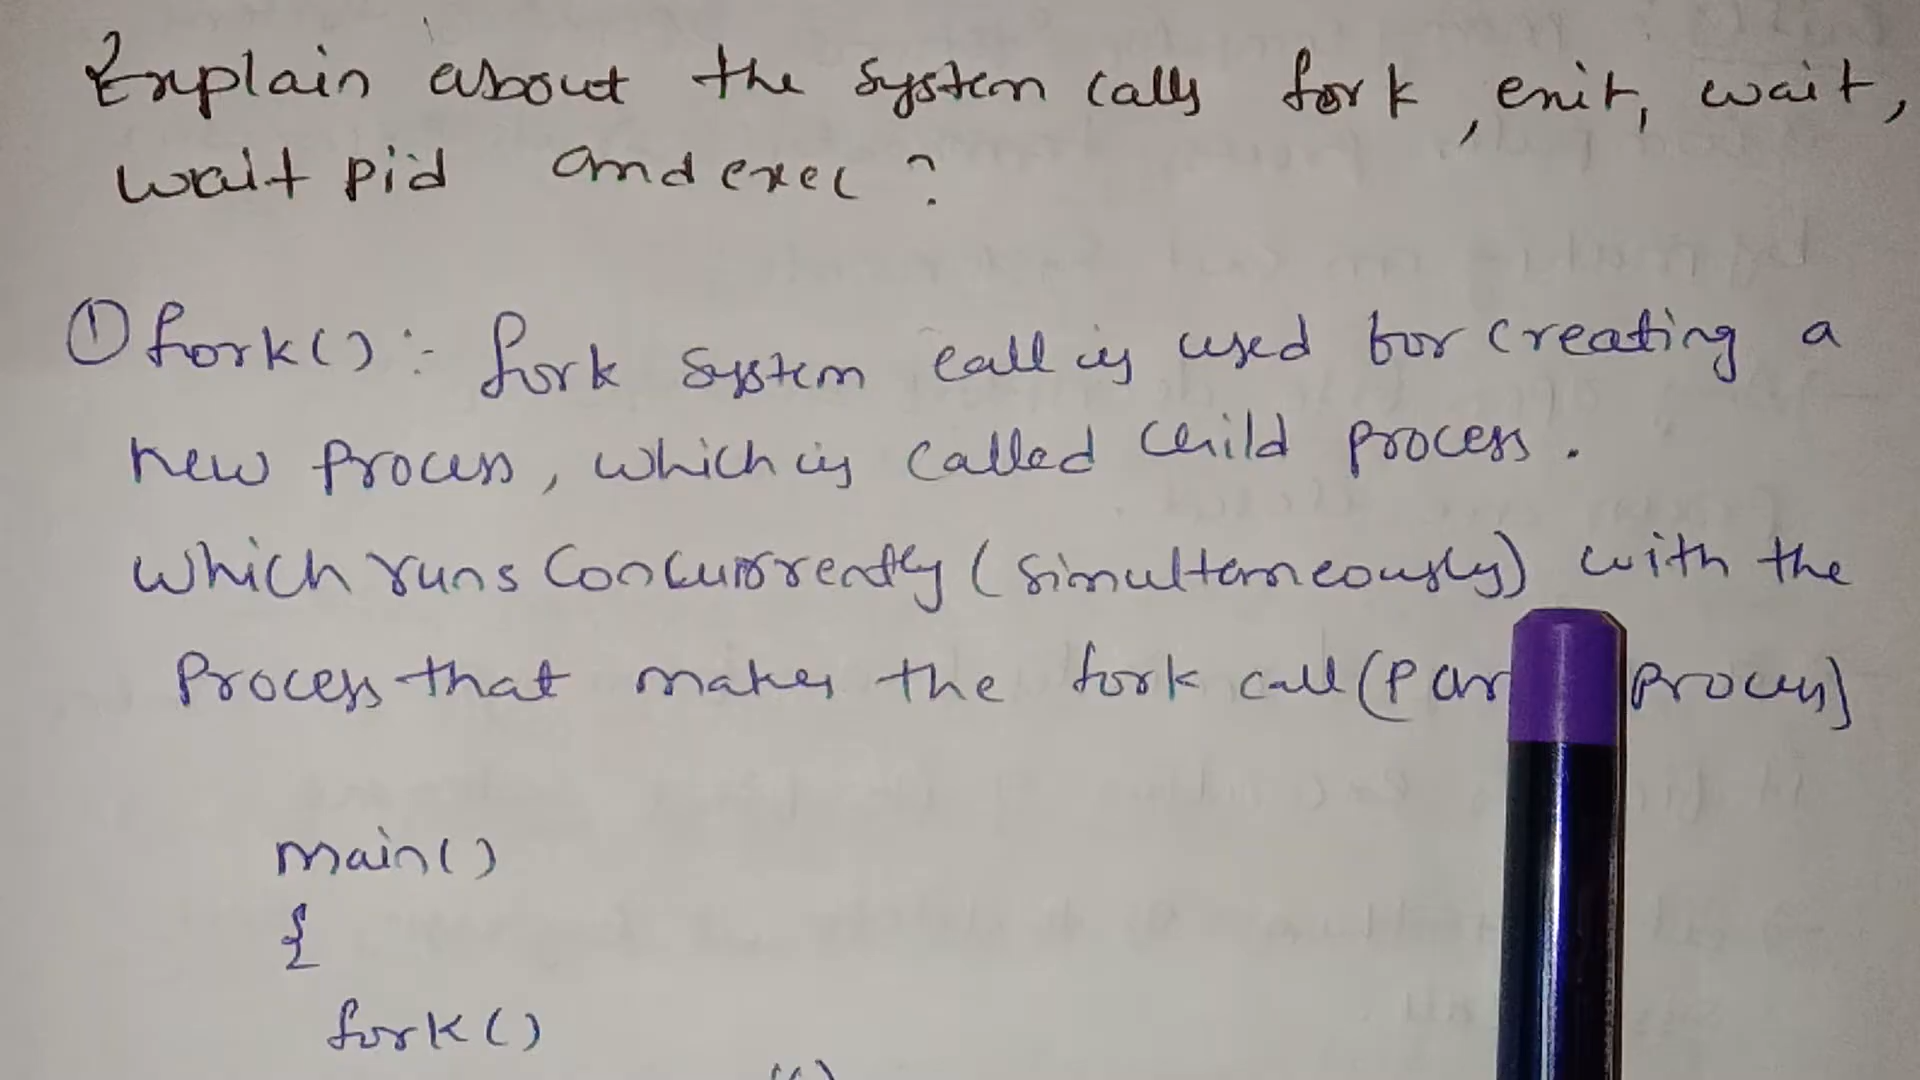 Explain about the system calls fork, exit, wait,
wait pid and exec?
① fork() :- fork system call is used for creating a
new process, which is called child process.
which runs concurrently (simultaneously) with the
process that makes the fork call (par process)
main()
{
fork()